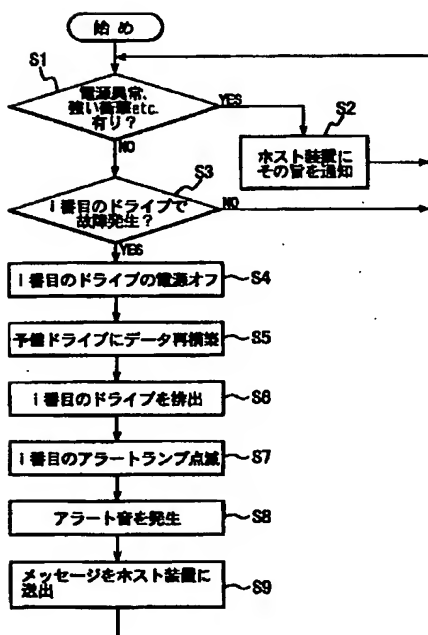 始め
S1
電源異常、
強い衝撃etc.
有り？
YES
S2
ホスト装置に
その旨を通知
NO
S3
i番目のドライブで
故障発生？
NO
YES
i番目のドライブの電源オフ
S4
予備ドライブにデータ再構築
S5
i番目のドライブを排出
S6
i番目のアラートランプ点滅
S7
アラート音を発生
S8
メッセージをホスト装置に
送出
S9